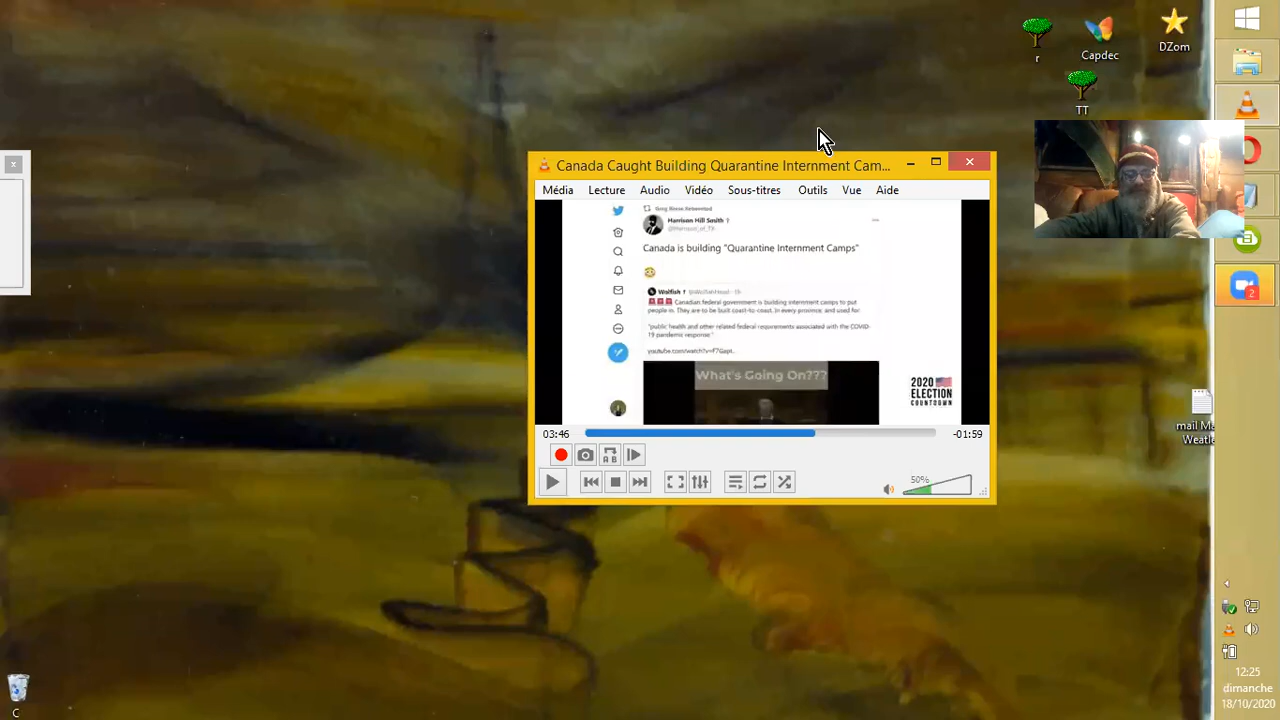 r
Capdec
DZom
TT
Canada Caught Building Quarantine Internment Cam...
Média Lecture Audio Vidéo Sous-titres Outils Vue Aide
Harrison Hill Smith
Canada is building "Quarantine Internment Camps"
Canadian federal government is building internment camps to put
people in. They are to be built coast-to-coast, in every province, and used for
"public health and other related federal requirements associated with the COVID-
19 pandemic response."
What's Going On???
2020
ELECTION
COUNTDOWN
03:46
-01:59
50%
2
mail M
Weatle
C
12:25
dimanche
18/10/2020